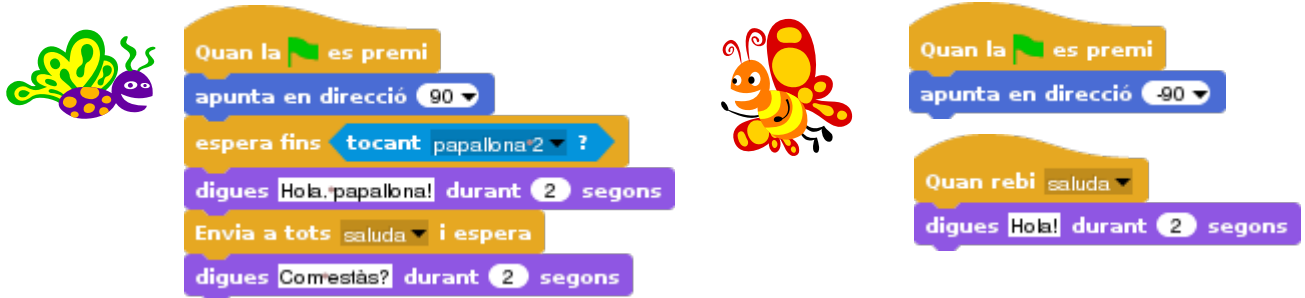 Quan la es premi
apunta en direcció 90
espera fins tocant papallona 2 ?
digues Hola, papallona! durant 2 segons
Envia a tots saluda i espera
digues Com estàs? durant 2 segons
Quan la es premi
apunta en direcció -90
Quan rebi saluda
digues Hola! durant 2 segons